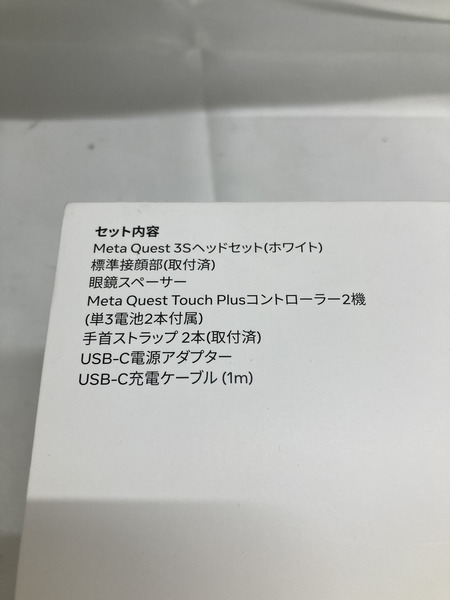 セット内容
Meta Quest 3Sヘッドセット(ホワイト)
標準接顔部(取付済)
眼鏡スペーサー
Meta Quest Touch Plusコントローラー2機
(単3電池2本付属)
手首ストラップ 2本(取付済)
USB-C電源アダプター
USB-C充電ケーブル (1m)